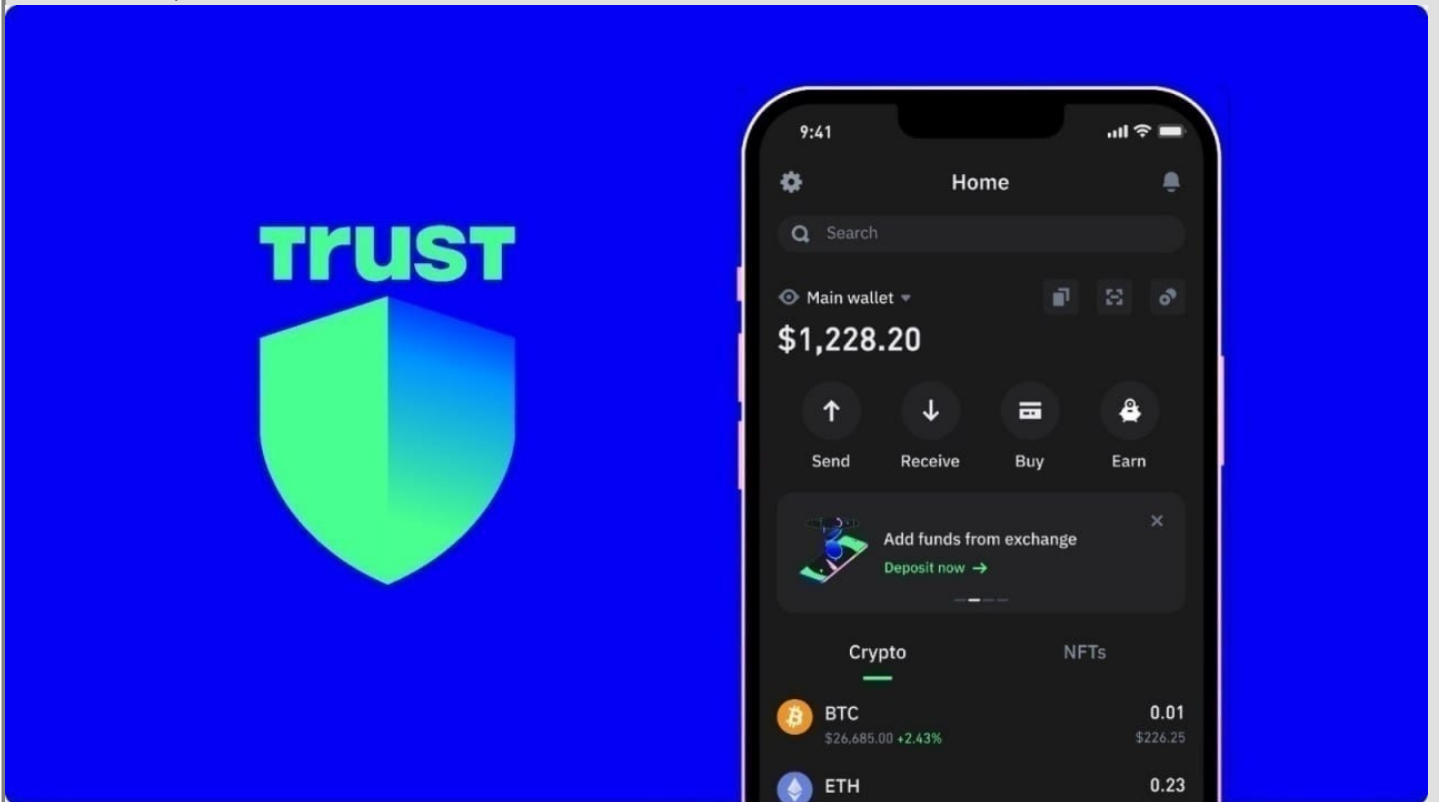 TrUST
9:41
Home
Search
Main wallet
$1,228.20
Send Receive Buy Earn
Add funds from exchange
Deposit now →
Crypto NFTs
BTC 0.01
$26,685.00 +2.43% $226.25
ETH 0.23